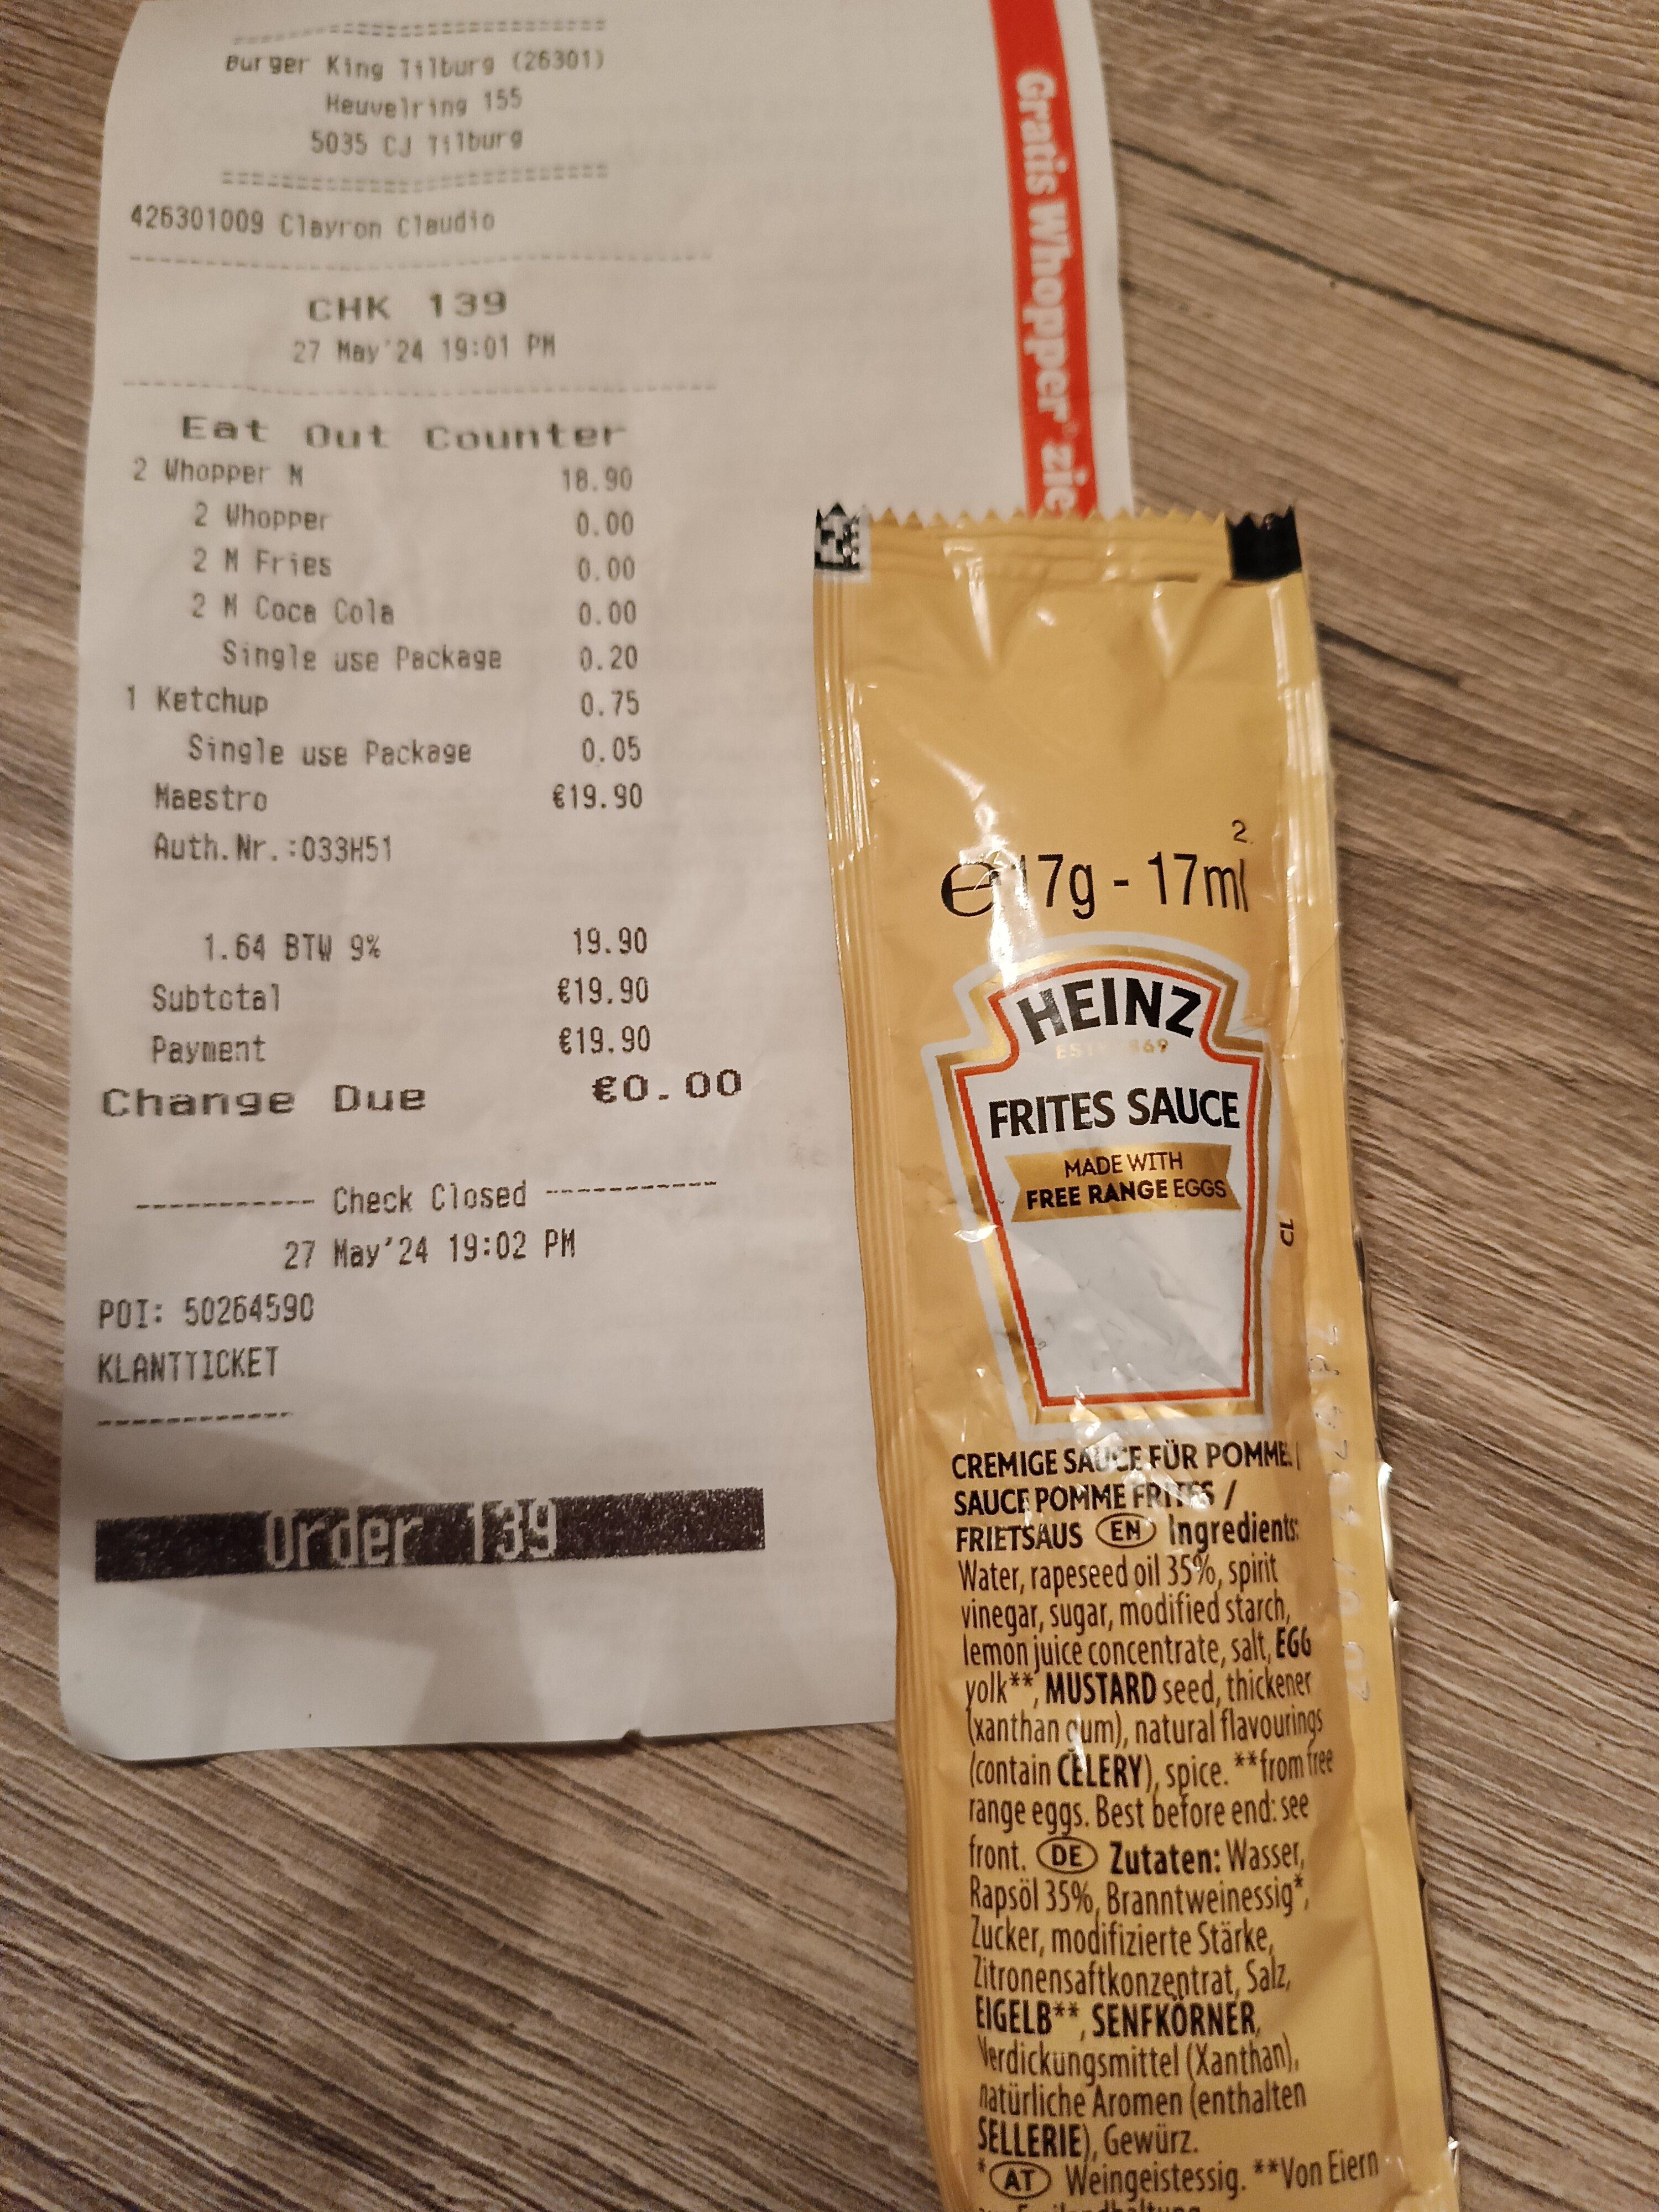 Burger King Tilburg (26301)
Heuvelring 155
5035 CJ Tilburg
426301009 Clayron Claudio
CHK 139
27 May'24 19:01 PM
Eat Out Counter
2 Whopper M 18.90
2 Whopper 0.00
2 M Fries 0.00
2 M Coca Cola 0.00
Single use Package 0.20
1 Ketchup 0.75
Single use Package 0.05
Maestro €19.90
Auth.Nr.:033H51
1.64 BTW 9% 19.90
Subtotal €19.90
Payment €19.90
Change Due €0.00
Check Closed
27 May'24 19:02 PM
POI: 50264590
KLANTTICKET
Order 139
Gratis Whopper® zie
2
℮ 17g - 17ml
HEINZ
FRITES SAUCE
MADE WITH
FREE RANGE EGGS
CL
CREMIGE SAUCE FÜR POMME /
SAUCE POMME FRITES /
FRIETSAUS EN Ingredients:
Water, rapeseed oil 35%, spirit
vinegar, sugar, modified starch,
lemon juice concentrate, salt, EGG
yolk**, MUSTARD seed, thickener
(xanthan gum), natural flavourings
(contain CELERY), spice. **from free
range eggs. Best before end: see
front. DE Zutaten: Wasser,
Rapsöl 35%, Branntweinessig*,
Zucker, modifizierte Stärke,
Zitronensaftkonzentrat, Salz,
EIGELB**, SENFKÖRNER,
Verdickungsmittel (Xanthan),
natürliche Aromen (enthalten
SELLERIE), Gewürz.
* AT Weingeistessig. **Von Eiern